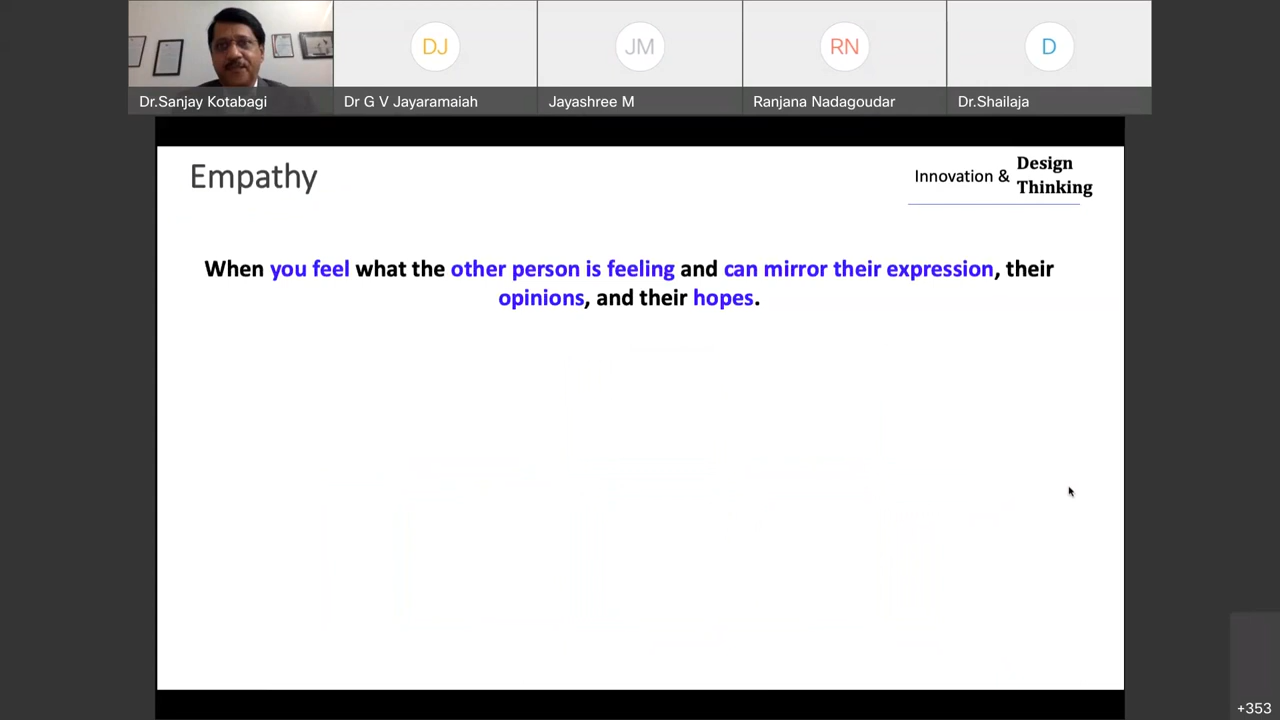 DJ
JM
RN
D
Dr.Sanjay Kotabagi
Dr G V Jayaramaiah
Jayashree M
Ranjana Nadagoudar
Dr.Shailaja
Empathy
Innovation & Design
Thinking
When you feel what the other person is feeling and can mirror their expression, their
opinions, and their hopes.
+353